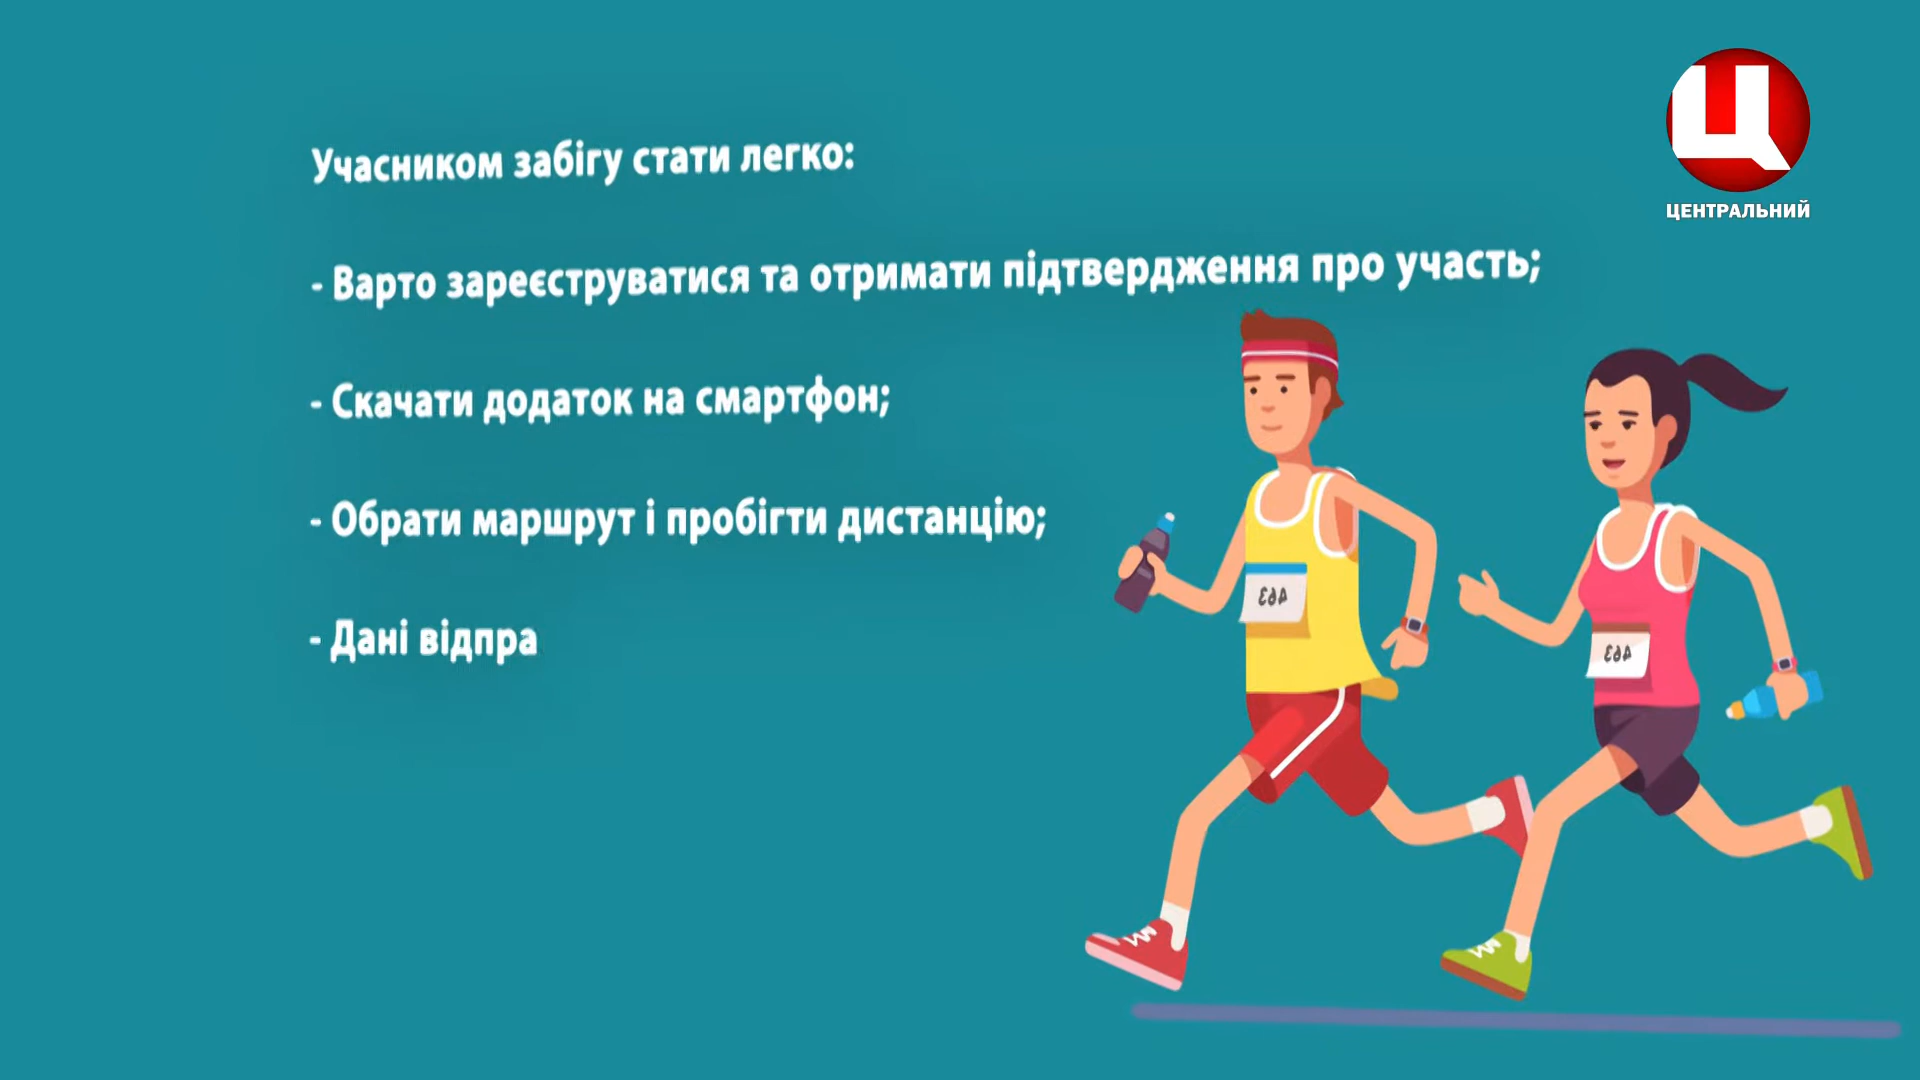 Учасником забігу стати легко:
- Варто зареєструватися та отримати підтвердження про участь;
- Скачати додаток на смартфон;
- Обрати маршрут і пробігти дистанцію;
- Дані відпра
Ц
ЦЕНТРАЛЬНИЙ